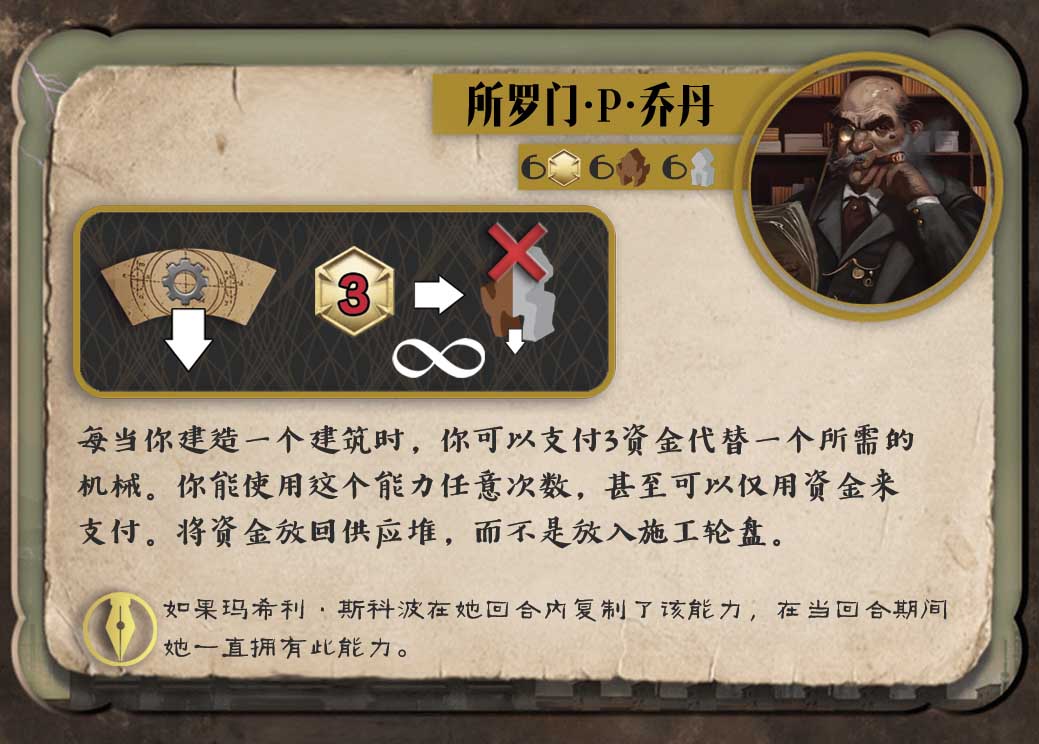 所罗门·P·乔丹
6 6 6
3
每当你建造一个建筑时，你可以支付3资金代替一个所需的
机械。你能使用这个能力任意次数，甚至可以仅用资金来
支付。将资金放回供应堆，而不是放入施工轮盘。
如果玛希利·斯科波在她回合内复制了该能力，在当回合期间
她一直拥有此能力。